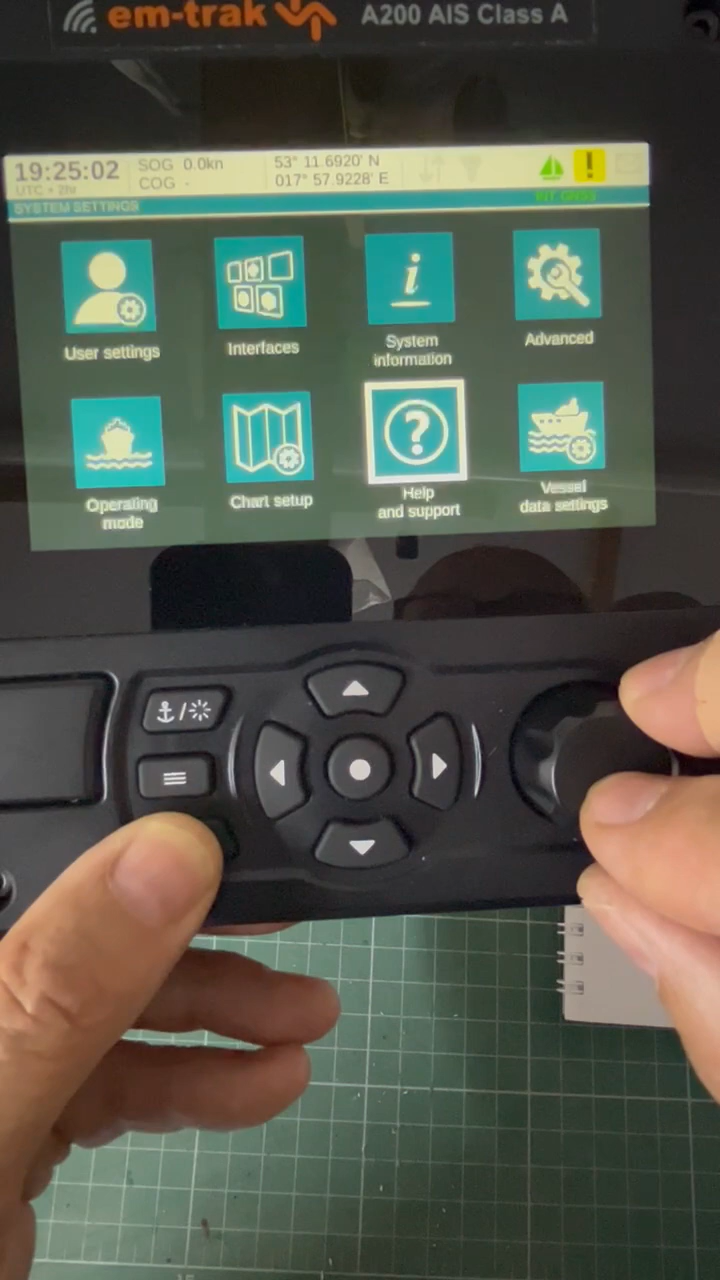 em-trak A200 AIS Class A
19:25:02 SOG 0.0kn 53° 11.6920' N
UTC + 2hr COG - 017° 57.9228' E
INT GNSS
SYSTEM SETTINGS
User settings
Interfaces
System
information
Advanced
Operating
mode
Chart setup
Help
and support
Vessel
data settings